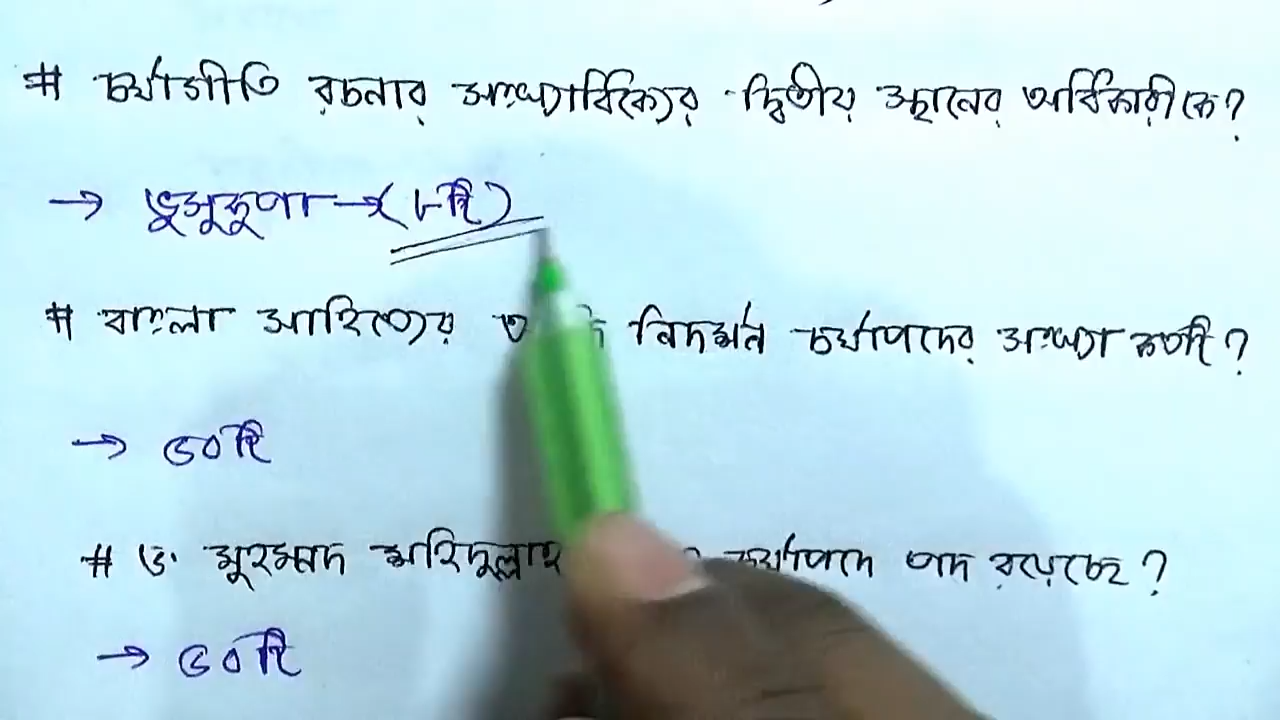 # চর্যাগীতি রচনার সংখ্যাধিক্যের দ্বিতীয় স্থানের অধিকারী কে?
→ ভুসুকুপা → (৮টি)
# বাংলা সাহিত্যের নিদর্শন চর্যাপদের সংখ্যা কতটি?
→ ৫০টি
# ড. মুহম্মদ শহিদুল্লাহ চর্যাপদে পদ রয়েছে?
→ ৫০টি